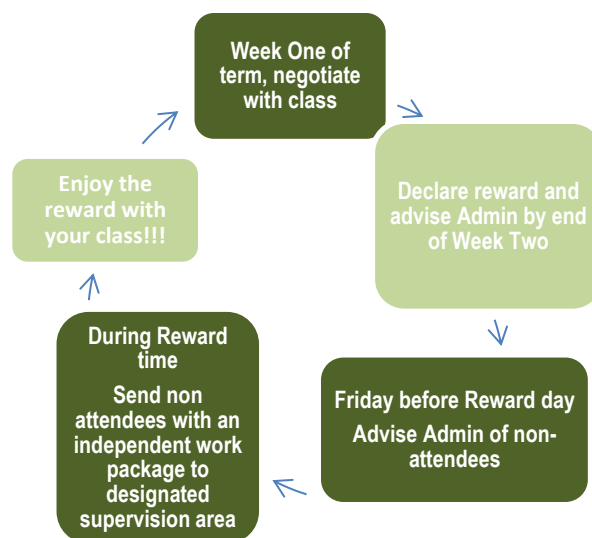 Week One of
term, negotiate
with class
Declare reward and
advise Admin by end
of Week Two
Friday before Reward day
Advise Admin of non-
attendees
During Reward
time
Send non
attendees with an
independent work
package to
designated
supervision area
Enjoy the
reward with
your class!!!